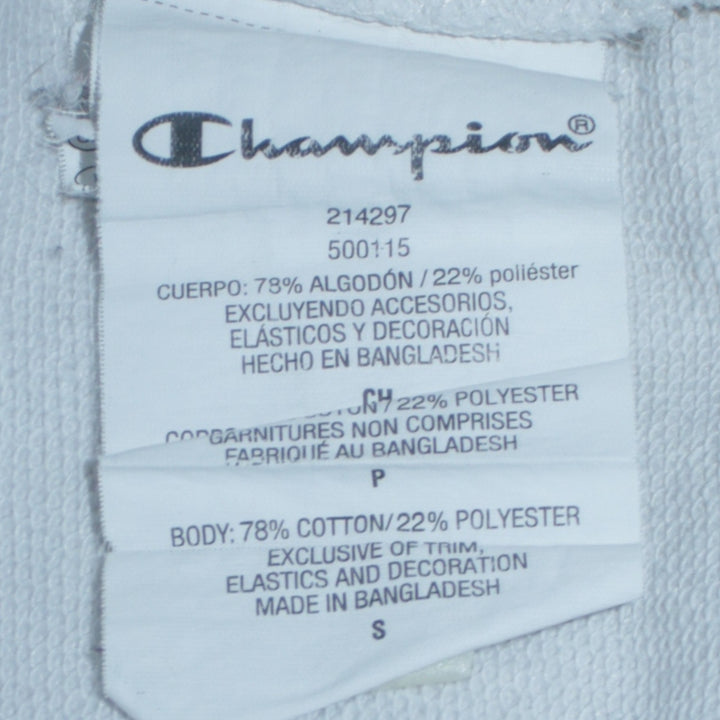 Champion®
214297
500115
CUERPO: 78% ALGODÓN / 22% poliéster
EXCLUYENDO ACCESORIOS,
ELÁSTICOS Y DECORACIÓN
HECHO EN BANGLADESH
CH
22% POLYESTER
GARNITURES NON COMPRISES
FABRIQUÉ AU BANGLADESH
P
BODY: 78% COTTON/22% POLYESTER
EXCLUSIVE OF TRIM,
ELASTICS AND DECORATION
MADE IN BANGLADESH
S